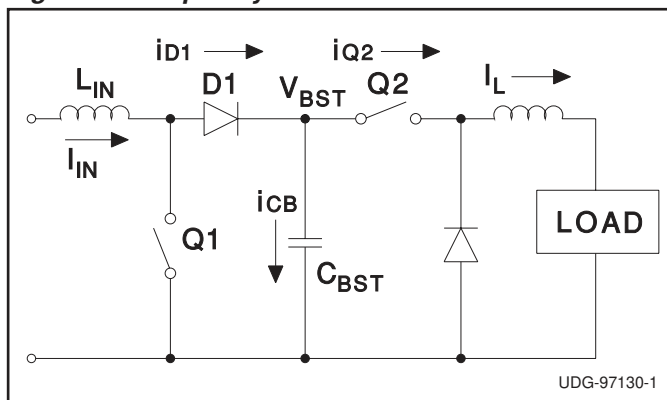 iD1
iQ2
LIN
D1
VBST
Q2
IL
IIN
Q1
iCB
CBST
LOAD
UDG-97130-1